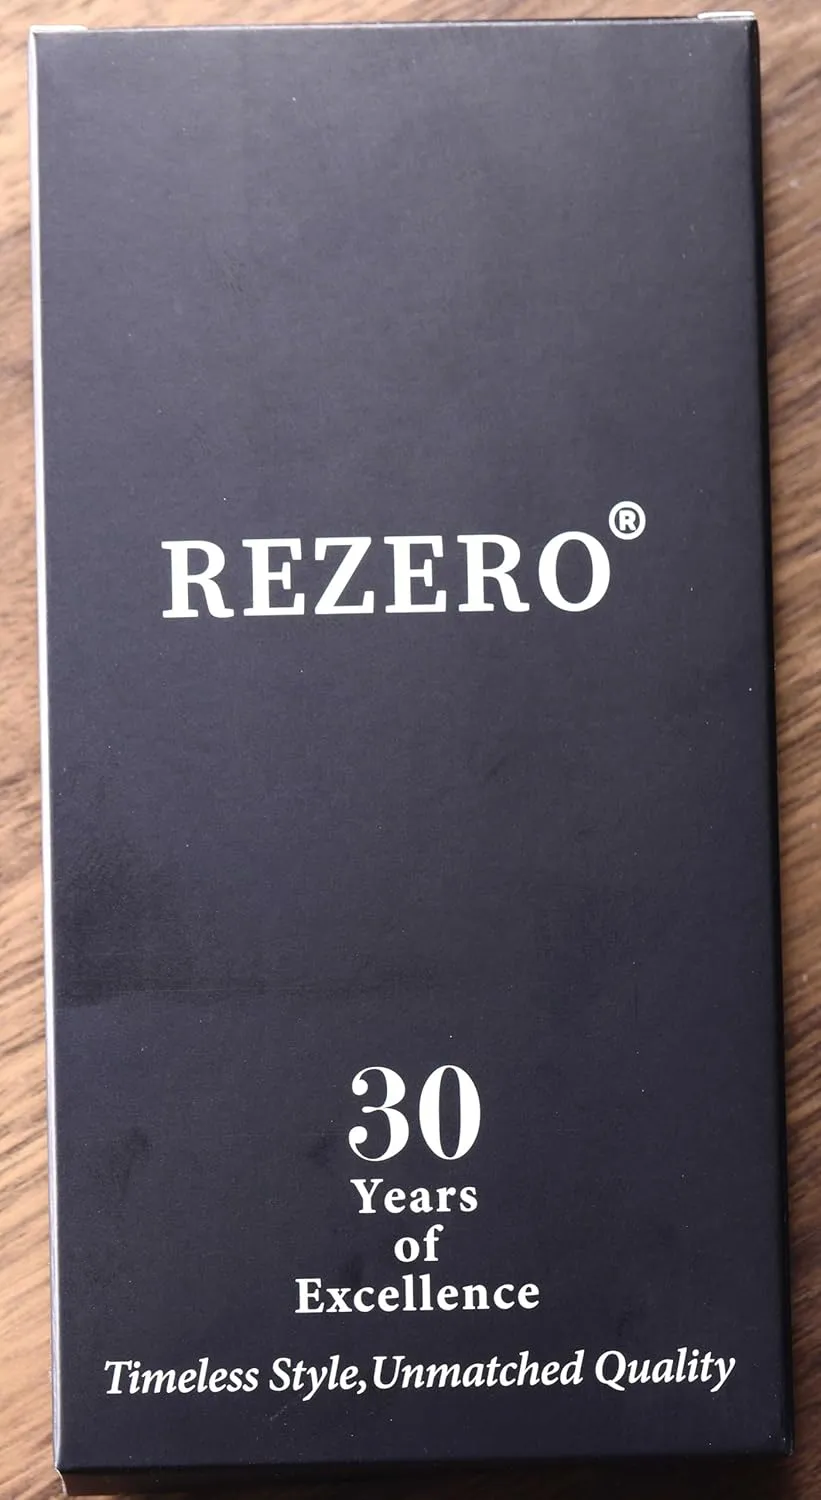 REZERO®
30
Years
of
Excellence
Timeless Style,Unmatched Quality